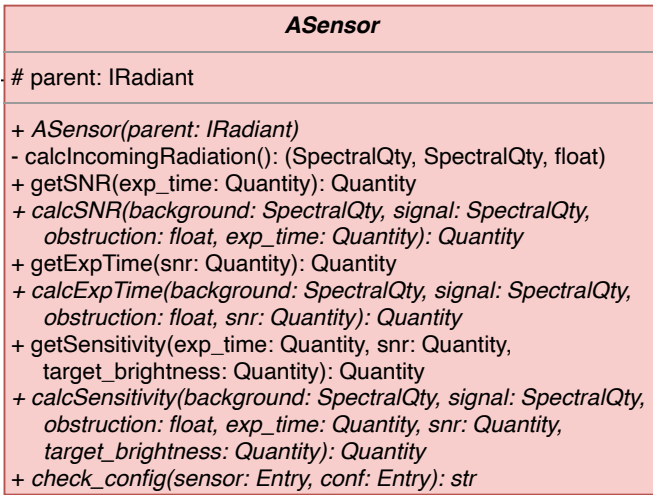 ASensor
# parent: IRadiant
+ ASensor(parent: IRadiant)
- calcIncomingRadiation(): (SpectralQty, SpectralQty, float)
+ getSNR(exp_time: Quantity): Quantity
+ calcSNR(background: SpectralQty, signal: SpectralQty,
obstruction: float, exp_time: Quantity): Quantity
+ getExpTime(snr: Quantity): Quantity
+ calcExpTime(background: SpectralQty, signal: SpectralQty,
obstruction: float, snr: Quantity): Quantity
+ getSensitivity(exp_time: Quantity, snr: Quantity,
target_brightness: Quantity): Quantity
+ calcSensitivity(background: SpectralQty, signal: SpectralQty,
obstruction: float, exp_time: Quantity, snr: Quantity,
target_brightness: Quantity): Quantity
+ check_config(sensor: Entry, conf: Entry): str